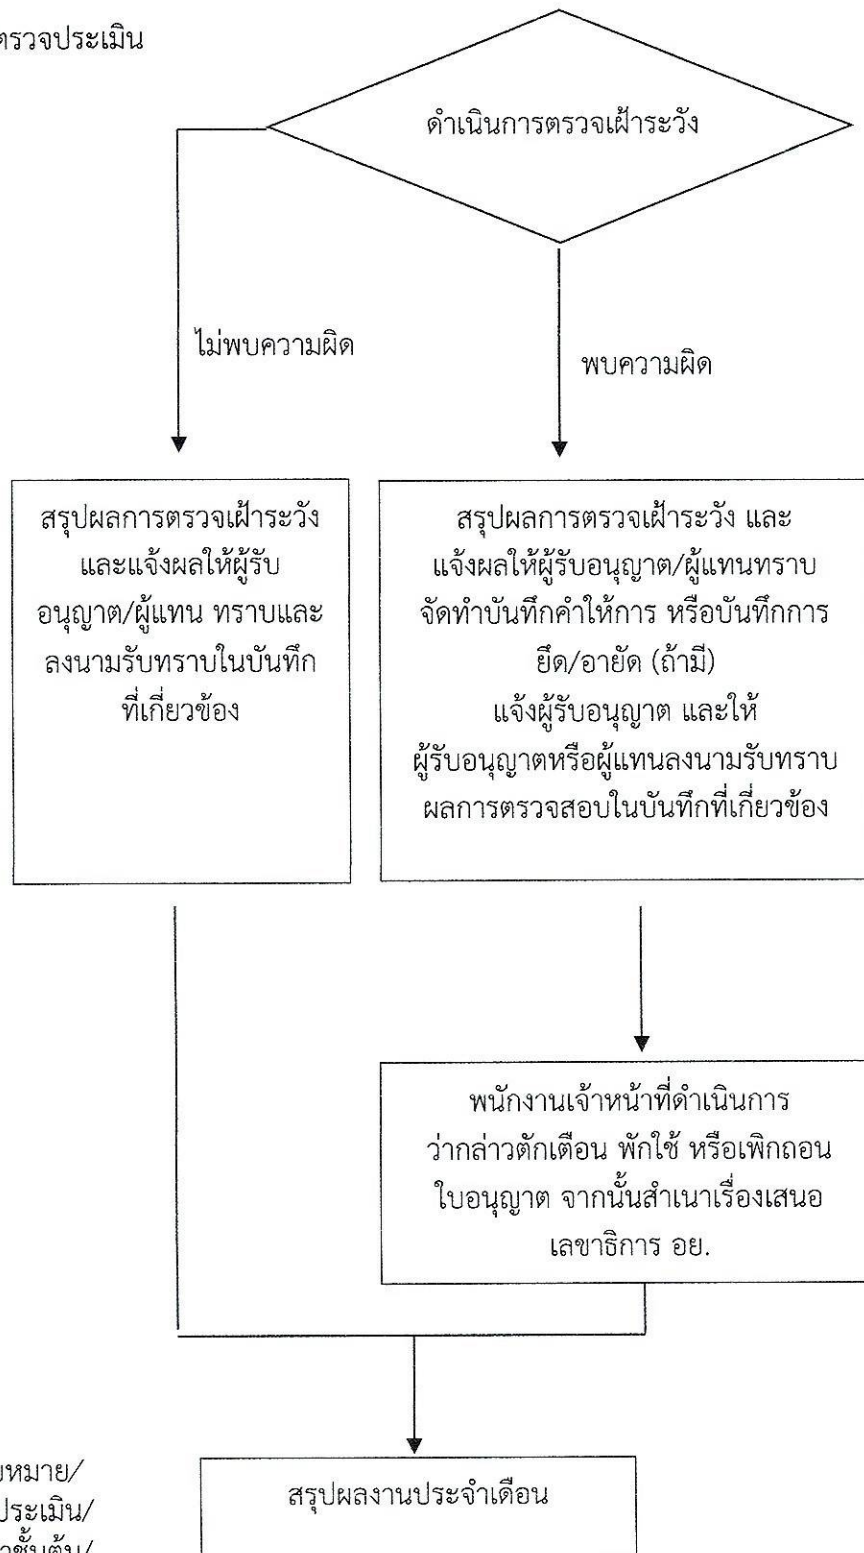 ตรวจประเมิน
ดำเนินการตรวจเฝ้าระวัง
ไม่พบความผิด
พบความผิด
สรุปผลการตรวจเฝ้าระวัง
และแจ้งผลให้ผู้รับ
อนุญาต/ผู้แทน ทราบและ
ลงนามรับทราบในบันทึก
ที่เกี่ยวข้อง
สรุปผลการตรวจเฝ้าระวัง และ
แจ้งผลให้ผู้รับอนุญาต/ผู้แทนทราบ
จัดทำบันทึกคำให้การ หรือบันทึกการ
ยึด/อายัด (ถ้ามี)
แจ้งผู้รับอนุญาต และให้
ผู้รับอนุญาตหรือผู้แทนลงนามรับทราบ
ผลการตรวจสอบในบันทึกที่เกี่ยวข้อง
พนักงานเจ้าหน้าที่ดำเนินการ
ว่ากล่าวตักเตือน พักใช้ หรือเพิกถอน
ใบอนุญาต จากนั้นสำเนาเรื่องเสนอ
เลขาธิการ อย.
หมาย/
ประเมิน/
ชั้นต้น/
สรุปผลงานประจำเดือน